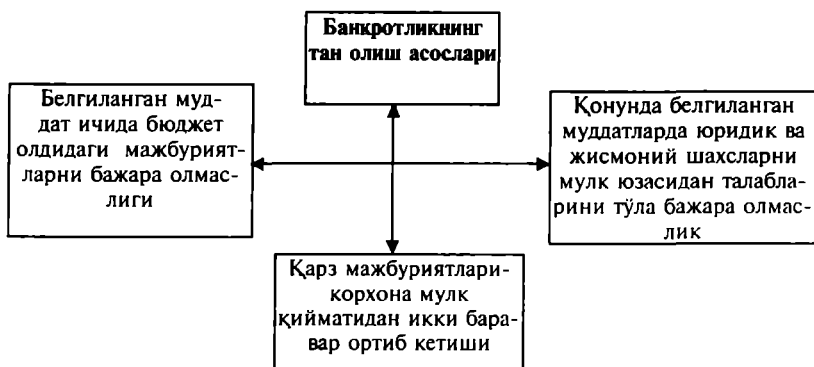 Банкротликнинг
тан олиш асослари
Белгиланган муд-
дат ичида бюджет
олдидаги мажбурият-
ларни бажара олмас-
лиги
Қонунда белгиланган
муддатларда юридик ва
жисмоний шахсларни
мулк юзасидан талабла-
рини тўла бажара олмас-
лик
Қарз мажбуриятлари-
корхона мулк
қийматидан икки бара-
вар ортиб кетиши